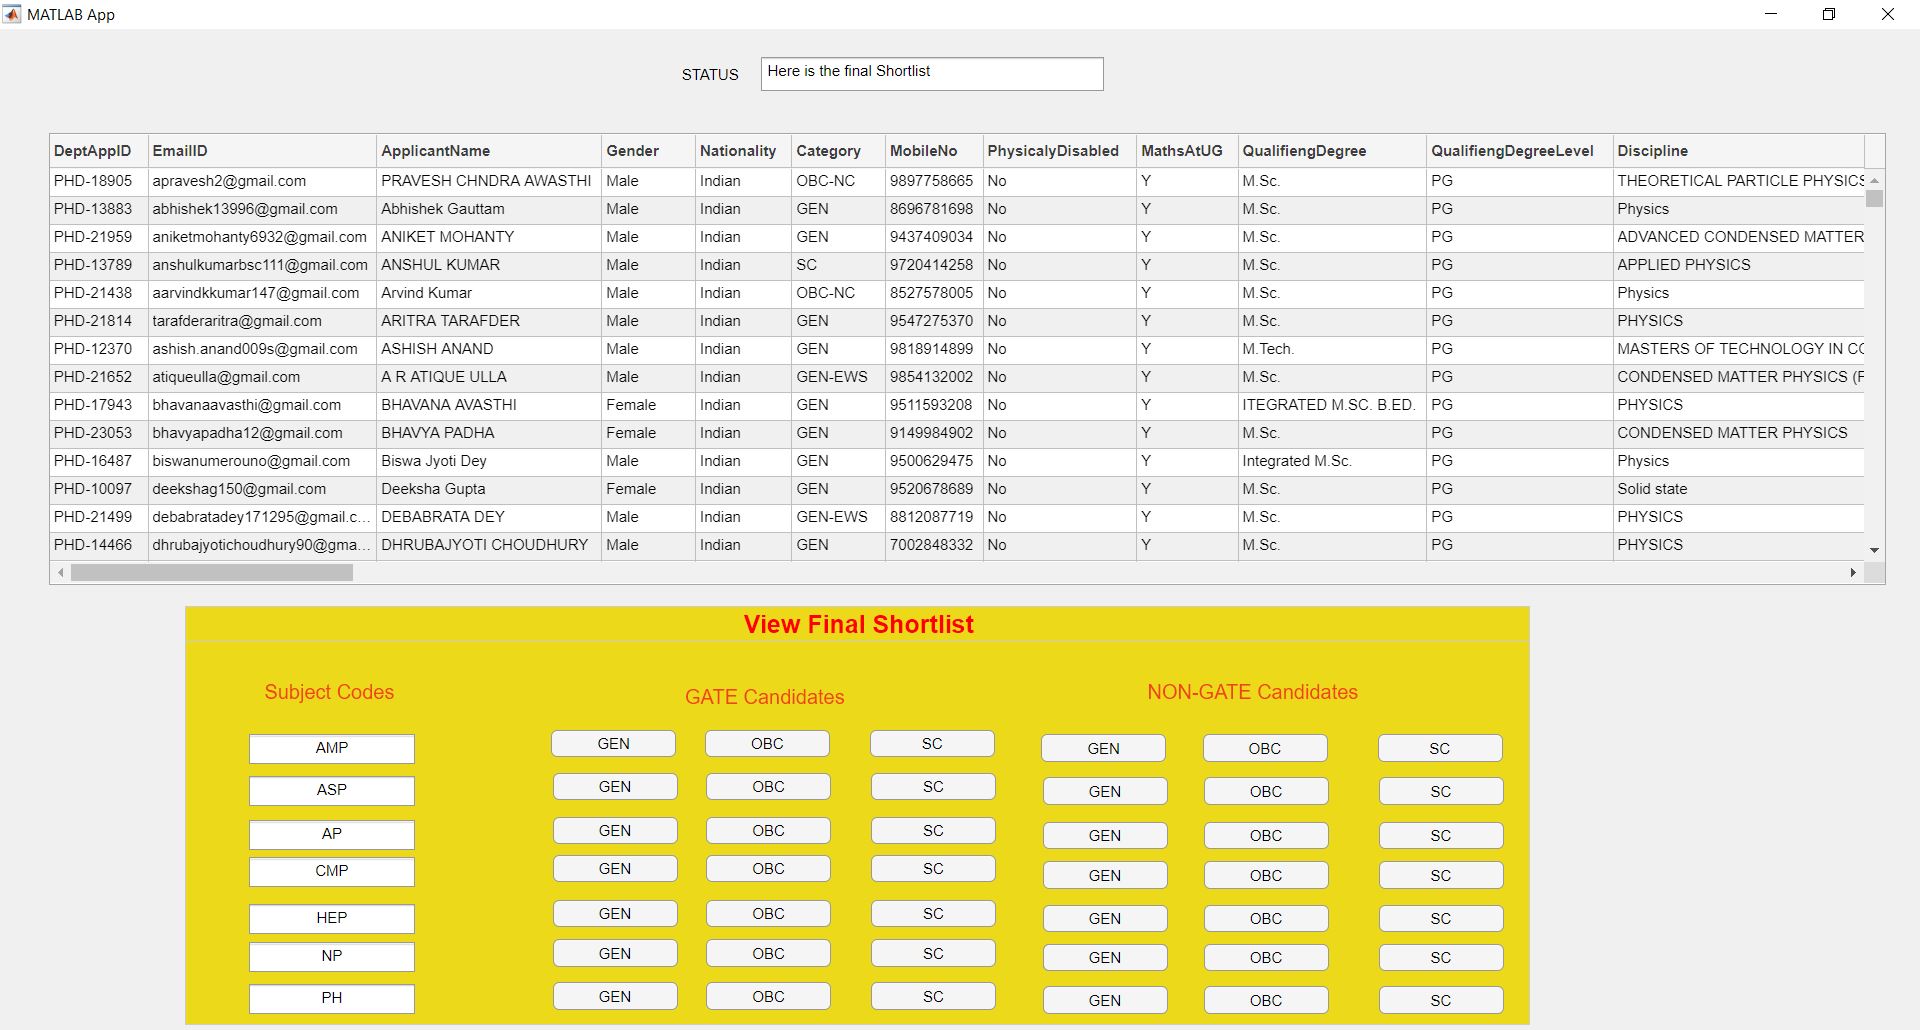 MATLAB App
STATUS Here is the final Shortlist
DeptAppID EmailID ApplicantName Gender Nationality Category MobileNo PhysicalyDisabled MathsAtUG QualifiengDegree QualifiengDegreeLevel Discipline
PHD-18905 apravesh2@gmail.com PRAVESH CHNDRA AWASTHI Male Indian OBC-NC 9897758665 No Y M.Sc. PG THEORETICAL PARTICLE PHYSICS
PHD-13883 abhishek13996@gmail.com Abhishek Gauttam Male Indian GEN 8696781698 No Y M.Sc. PG Physics
PHD-21959 aniketmohanty6932@gmail.com ANIKET MOHANTY Male Indian GEN 9437409034 No Y M.Sc. PG ADVANCED CONDENSED MATTER
PHD-13789 anshulkumarbsc111@gmail.com ANSHUL KUMAR Male Indian SC 9720414258 No Y M.Sc. PG APPLIED PHYSICS
PHD-21438 aarvindkkumar147@gmail.com Arvind Kumar Male Indian OBC-NC 8527578005 No Y M.Sc. PG Physics
PHD-21814 tarafderaritra@gmail.com ARITRA TARAFDER Male Indian GEN 9547275370 No Y M.Sc. PG PHYSICS
PHD-12370 ashish.anand009s@gmail.com ASHISH ANAND Male Indian GEN 9818914899 No Y M.Tech. PG MASTERS OF TECHNOLOGY IN CO
PHD-21652 atiqueulla@gmail.com A R ATIQUE ULLA Male Indian GEN-EWS 9854132002 No Y M.Sc. PG CONDENSED MATTER PHYSICS (F
PHD-17943 bhavanaavasthi@gmail.com BHAVANA AVASTHI Female Indian GEN 9511593208 No Y ITEGRATED M.SC. B.ED. PG PHYSICS
PHD-23053 bhavyapadha12@gmail.com BHAVYA PADHA Female Indian GEN 9149984902 No Y M.Sc. PG CONDENSED MATTER PHYSICS
PHD-16487 biswanumerouno@gmail.com Biswa Jyoti Dey Male Indian GEN 9500629475 No Y Integrated M.Sc. PG Physics
PHD-10097 deekshag150@gmail.com Deeksha Gupta Female Indian GEN 9520678689 No Y M.Sc. PG Solid state
PHD-21499 debabratadey171295@gmail.c... DEBABRATA DEY Male Indian GEN-EWS 8812087719 No Y M.Sc. PG PHYSICS
PHD-14466 dhrubajyotichoudhury90@gma... DHRUBAJYOTI CHOUDHURY Male Indian GEN 7002848332 No Y M.Sc. PG PHYSICS
View Final Shortlist
Subject Codes GATE Candidates NON-GATE Candidates
AMP GEN OBC SC GEN OBC SC
ASP GEN OBC SC GEN OBC SC
AP GEN OBC SC GEN OBC SC
CMP GEN OBC SC GEN OBC SC
HEP GEN OBC SC GEN OBC SC
NP GEN OBC SC GEN OBC SC
PH GEN OBC SC GEN OBC SC